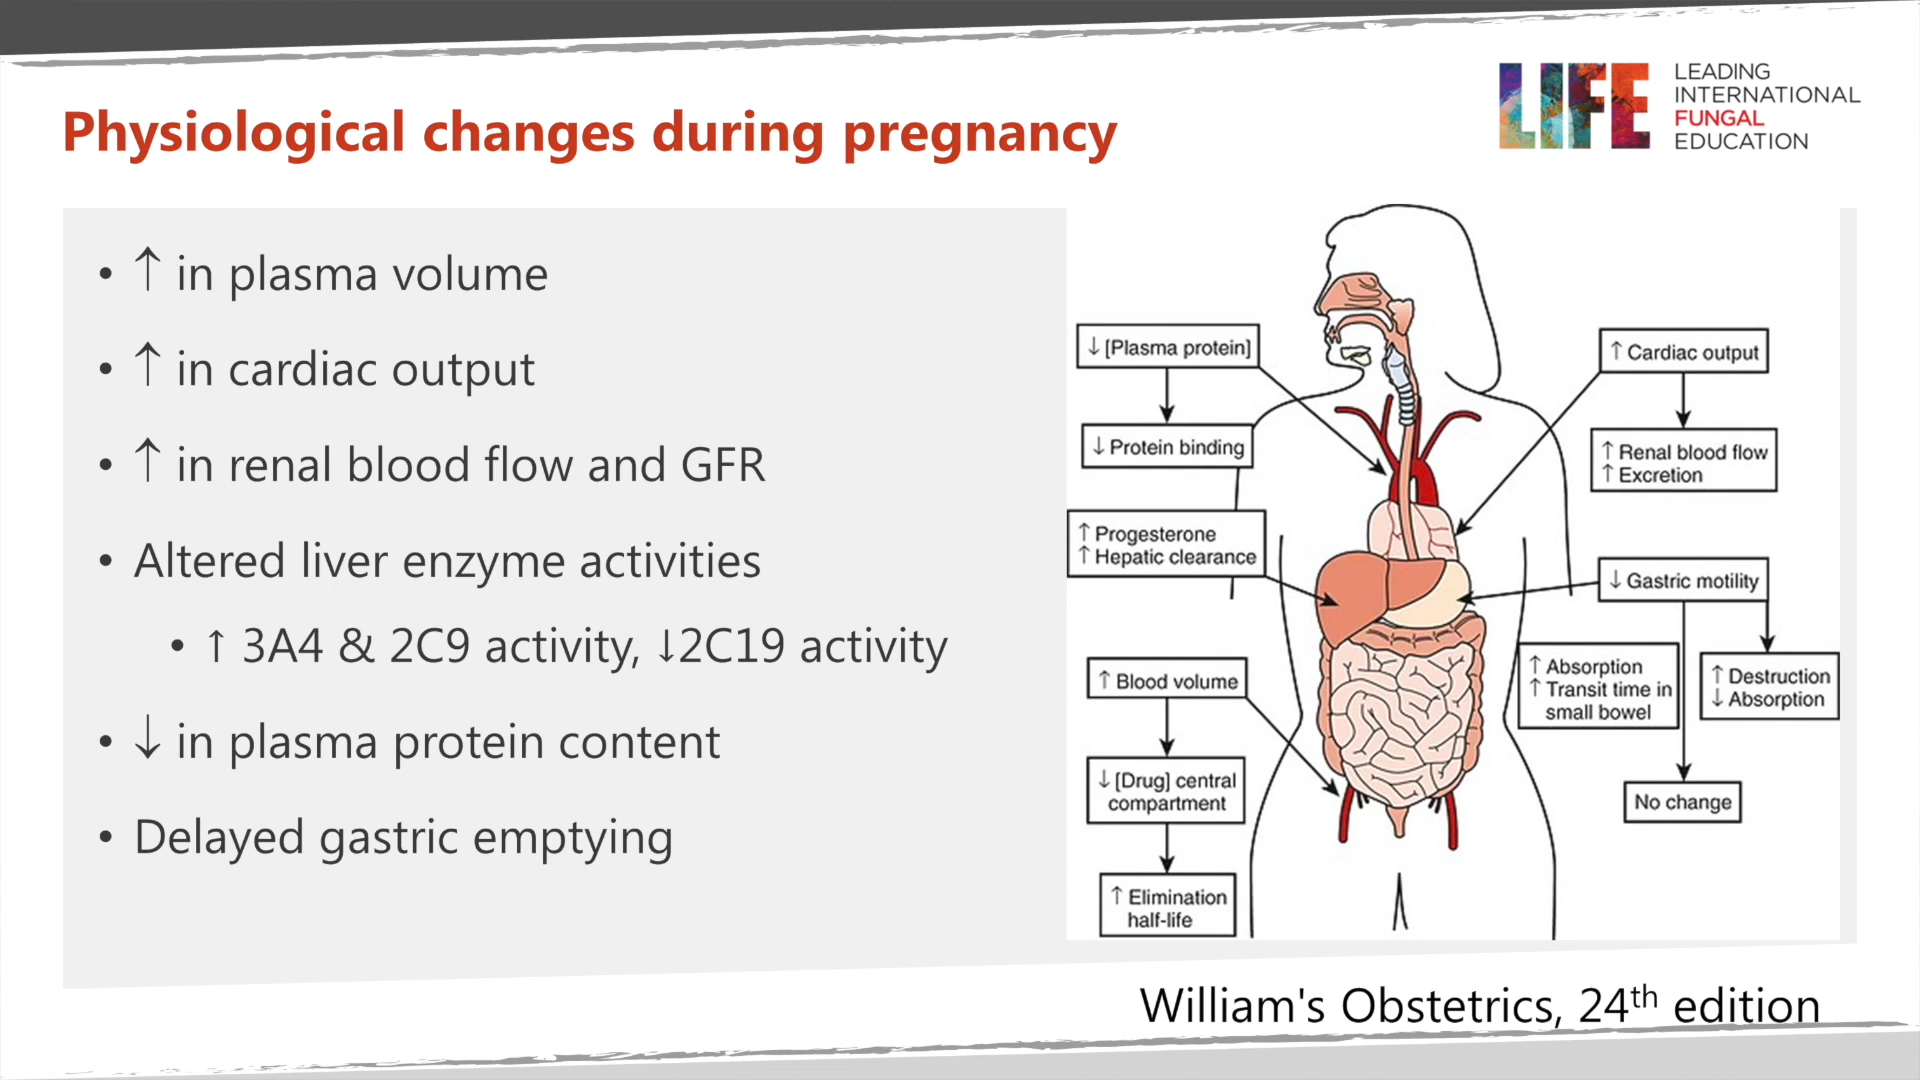 LIFE
LEADING
INTERNATIONAL
FUNGAL
EDUCATION
Physiological changes during pregnancy
• ↑ in plasma volume
• ↑ in cardiac output
• ↑ in renal blood flow and GFR
• Altered liver enzyme activities
• ↑ 3A4 & 2C9 activity, ↓2C19 activity
• ↓ in plasma protein content
• Delayed gastric emptying
↓ [Plasma protein]
↓ Protein binding
↑ Progesterone
↑ Hepatic clearance
↑ Blood volume
↓ [Drug] central
compartment
↑ Elimination
half-life
↑ Cardiac output
↑ Renal blood flow
↑ Excretion
↓ Gastric motility
↑ Absorption
↑ Transit time in
small bowel
↑ Destruction
↓ Absorption
No change
William's Obstetrics, 24th edition